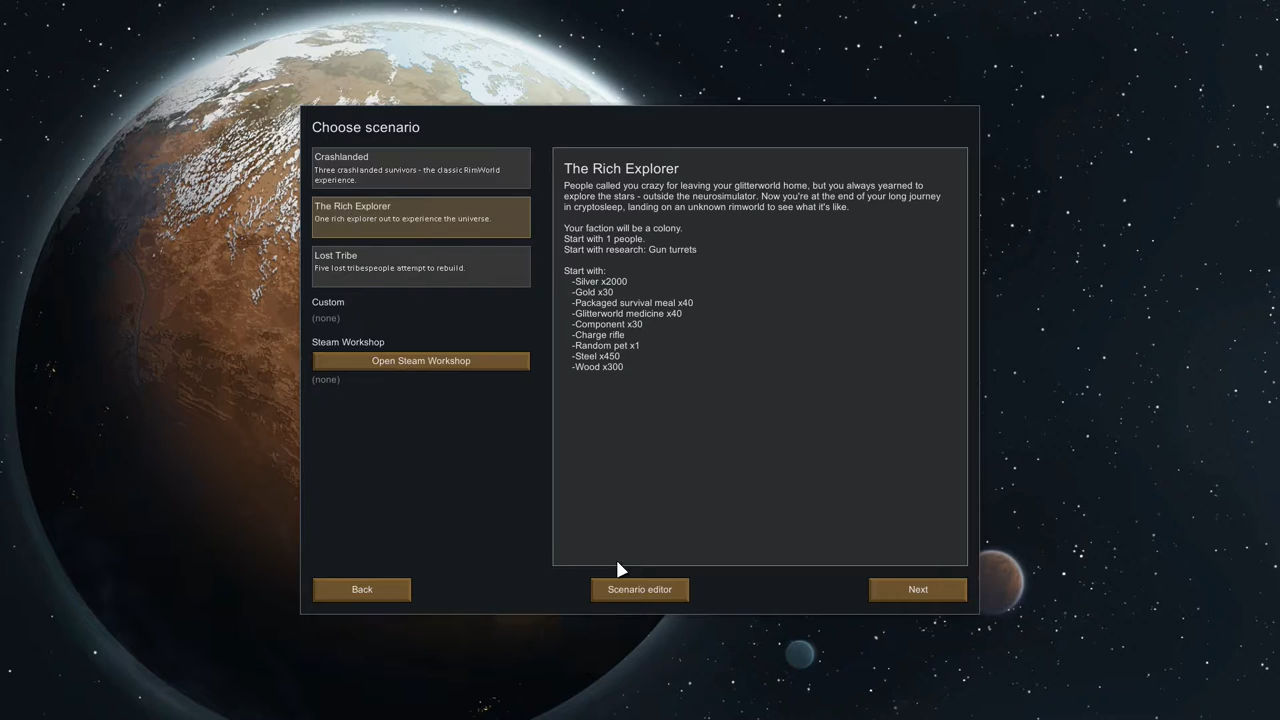 Choose scenario
Crashlanded
Three crashlanded survivors - the classic RimWorld
experience.
The Rich Explorer
One rich explorer out to experience the universe.
Lost Tribe
Five lost tribespeople attempt to rebuild.
Custom
(none)
Steam Workshop
Open Steam Workshop
(none)
The Rich Explorer
People called you crazy for leaving your glitterworld home, but you always yearned to
explore the stars - outside the neurosimulator. Now you're at the end of your long journey
in cryptosleep, landing on an unknown rimworld to see what it's like.
Your faction will be a colony.
Start with 1 people.
Start with research: Gun turrets
Start with:
-Silver x2000
-Gold x30
-Packaged survival meal x40
-Glitterworld medicine x40
-Component x30
-Charge rifle
-Random pet x1
-Steel x450
-Wood x300
Back
Scenario editor
Next